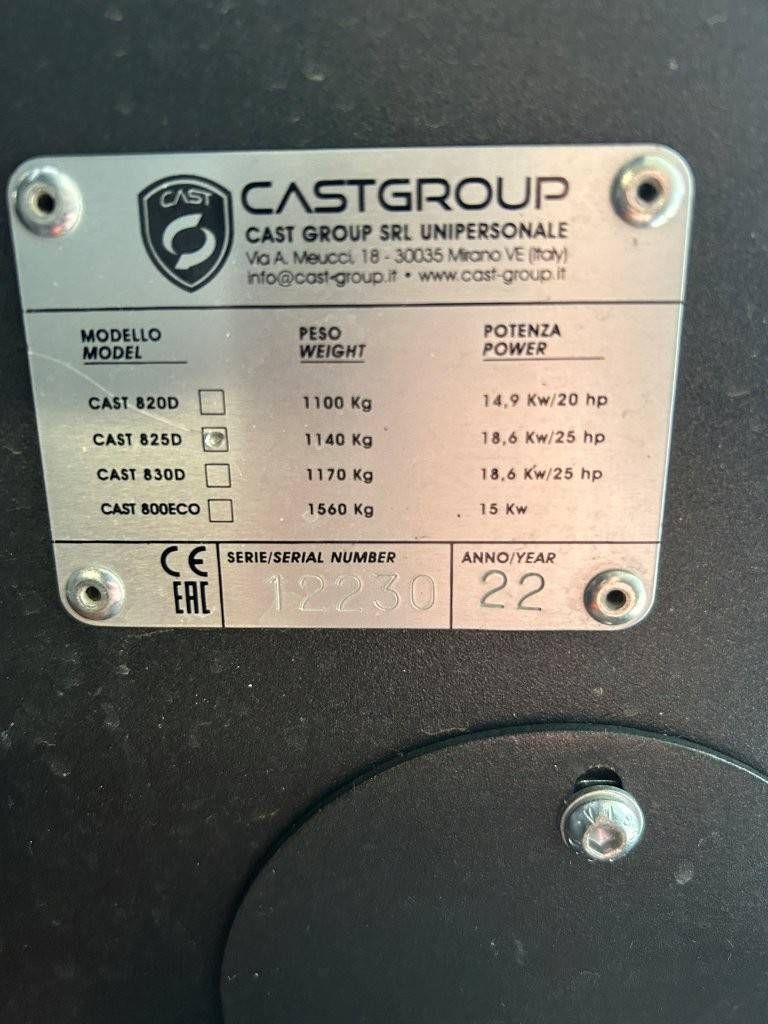 CAST
CASTGROUP
CAST GROUP SRL UNIPERSONALE
Via A. Meucci, 18 - 30035 Mirano VE (Italy)
info@cast-group.it • www.cast-group.it
MODELLO PESO POTENZA
MODEL WEIGHT POWER
CAST 820D 1100 Kg 14,9 Kw/20 hp
CAST 825D 1140 Kg 18,6 Kw/25 hp
CAST 830D 1170 Kg 18,6 Kw/25 hp
CAST 800ECO 1560 Kg 15 Kw
CE SERIE/SERIAL NUMBER ANNO/YEAR
EAC 12230 22